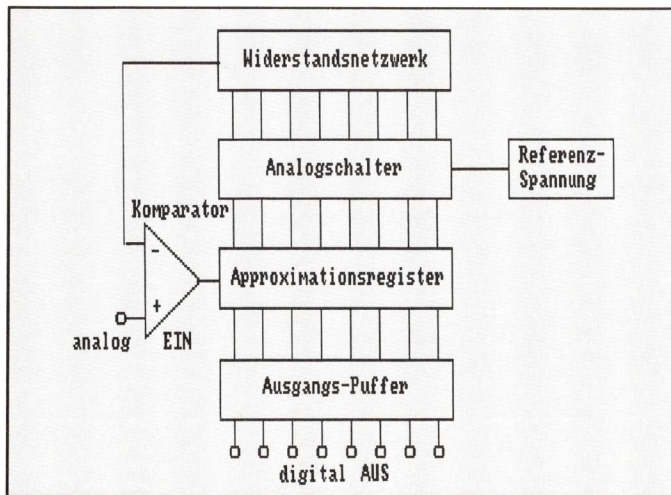 Widerstandsnetzwerk
Analogschalter
Referenz-
Spannung
Komparator
-
Approximationsregister
+
analog
EIN
Ausgangs-Puffer
digital AUS